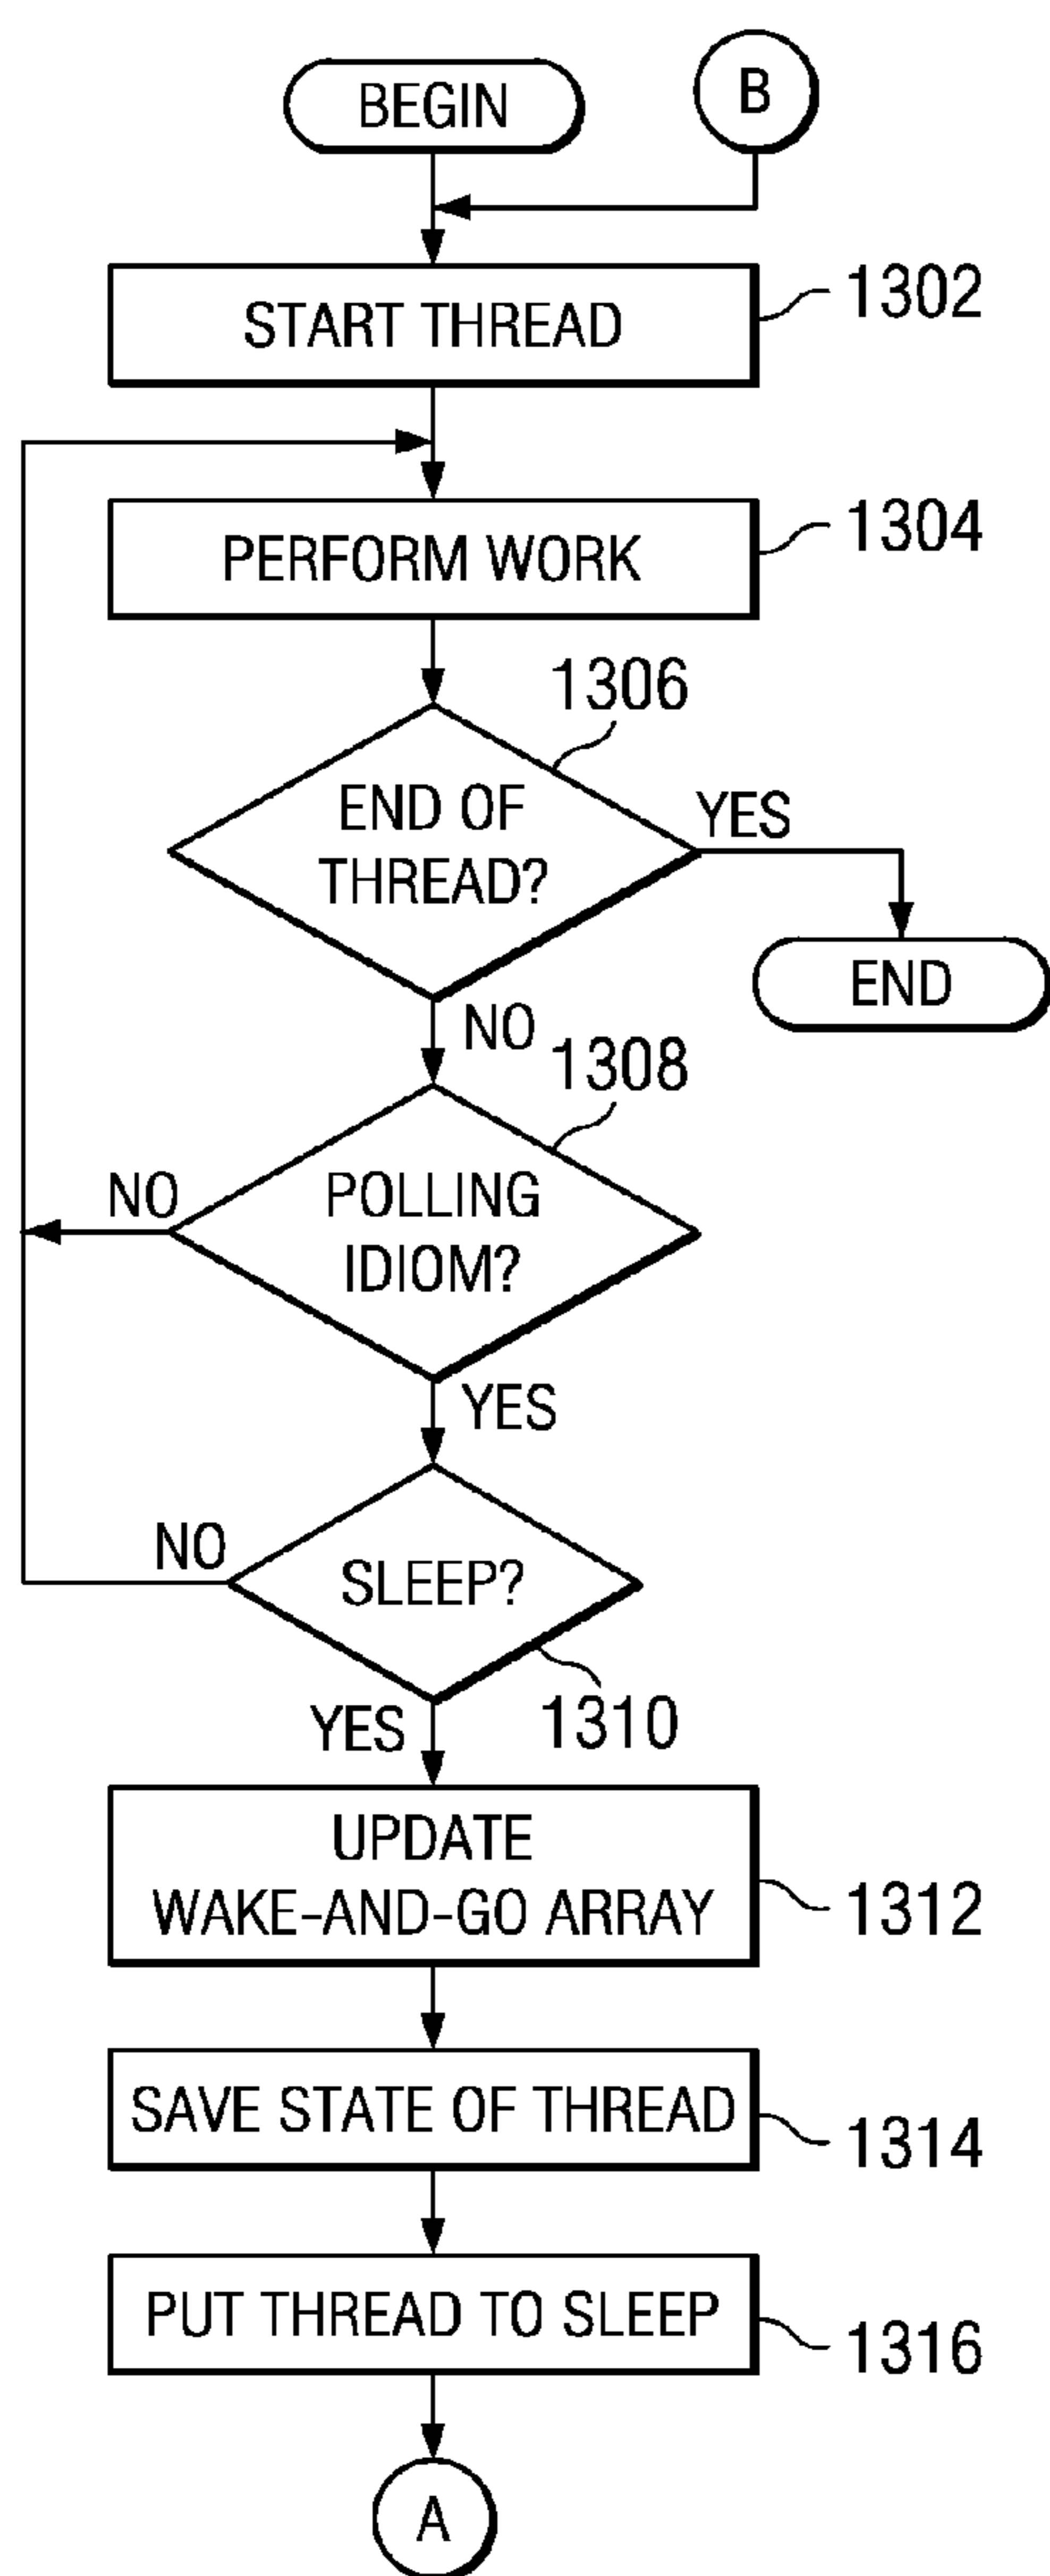 BEGIN
B
START THREAD
1302
PERFORM WORK
1304
1306
END OF
THREAD?
YES
END
NO
1308
NO
POLLING
IDIOM?
YES
NO
SLEEP?
YES
1310
UPDATE
WAKE-AND-GO ARRAY
1312
SAVE STATE OF THREAD
1314
PUT THREAD TO SLEEP
1316
A